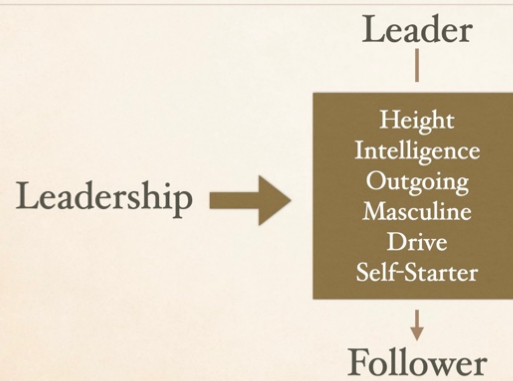 Leader
Height
Intelligence
Outgoing
Leadership
Masculine
Drive
Self-Starter
Follower